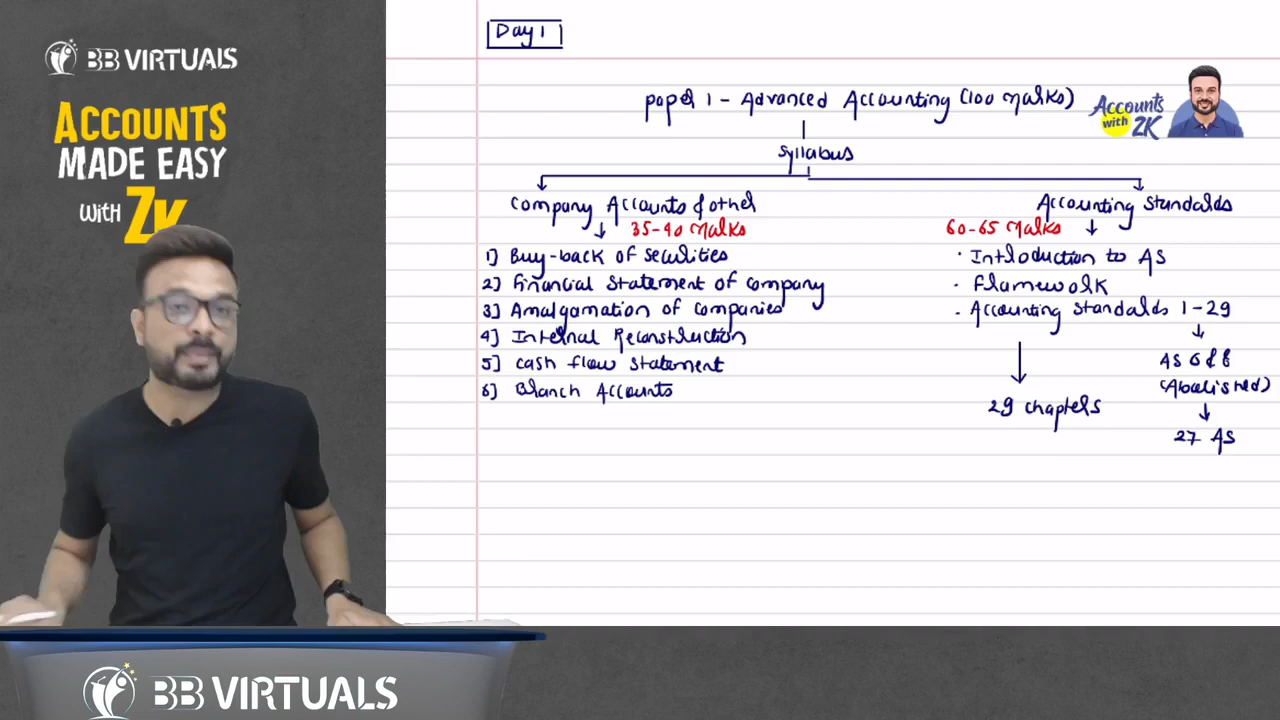 BB VIRTUALS
ACCOUNTS
MADE EASY
WITH ZK
Day 1
Paper 1 - Advanced Accounting (100 Marks)
Accounts
with
ZK
Syllabus
Company Accounts & other
35-40 Marks
1] Buy-back of Securities
2] Financial Statement of Company
3] Amalgamation of Companies
4] Internal Reconstruction
5] Cash flow Statement
6] Branch Accounts
Accounting Standards
60-65 Marks
· Introduction to AS
· Framework
· Accounting Standards 1-29
29 chapters
AS 6 & 8
(Abolished)
27 AS
BB VIRTUALS